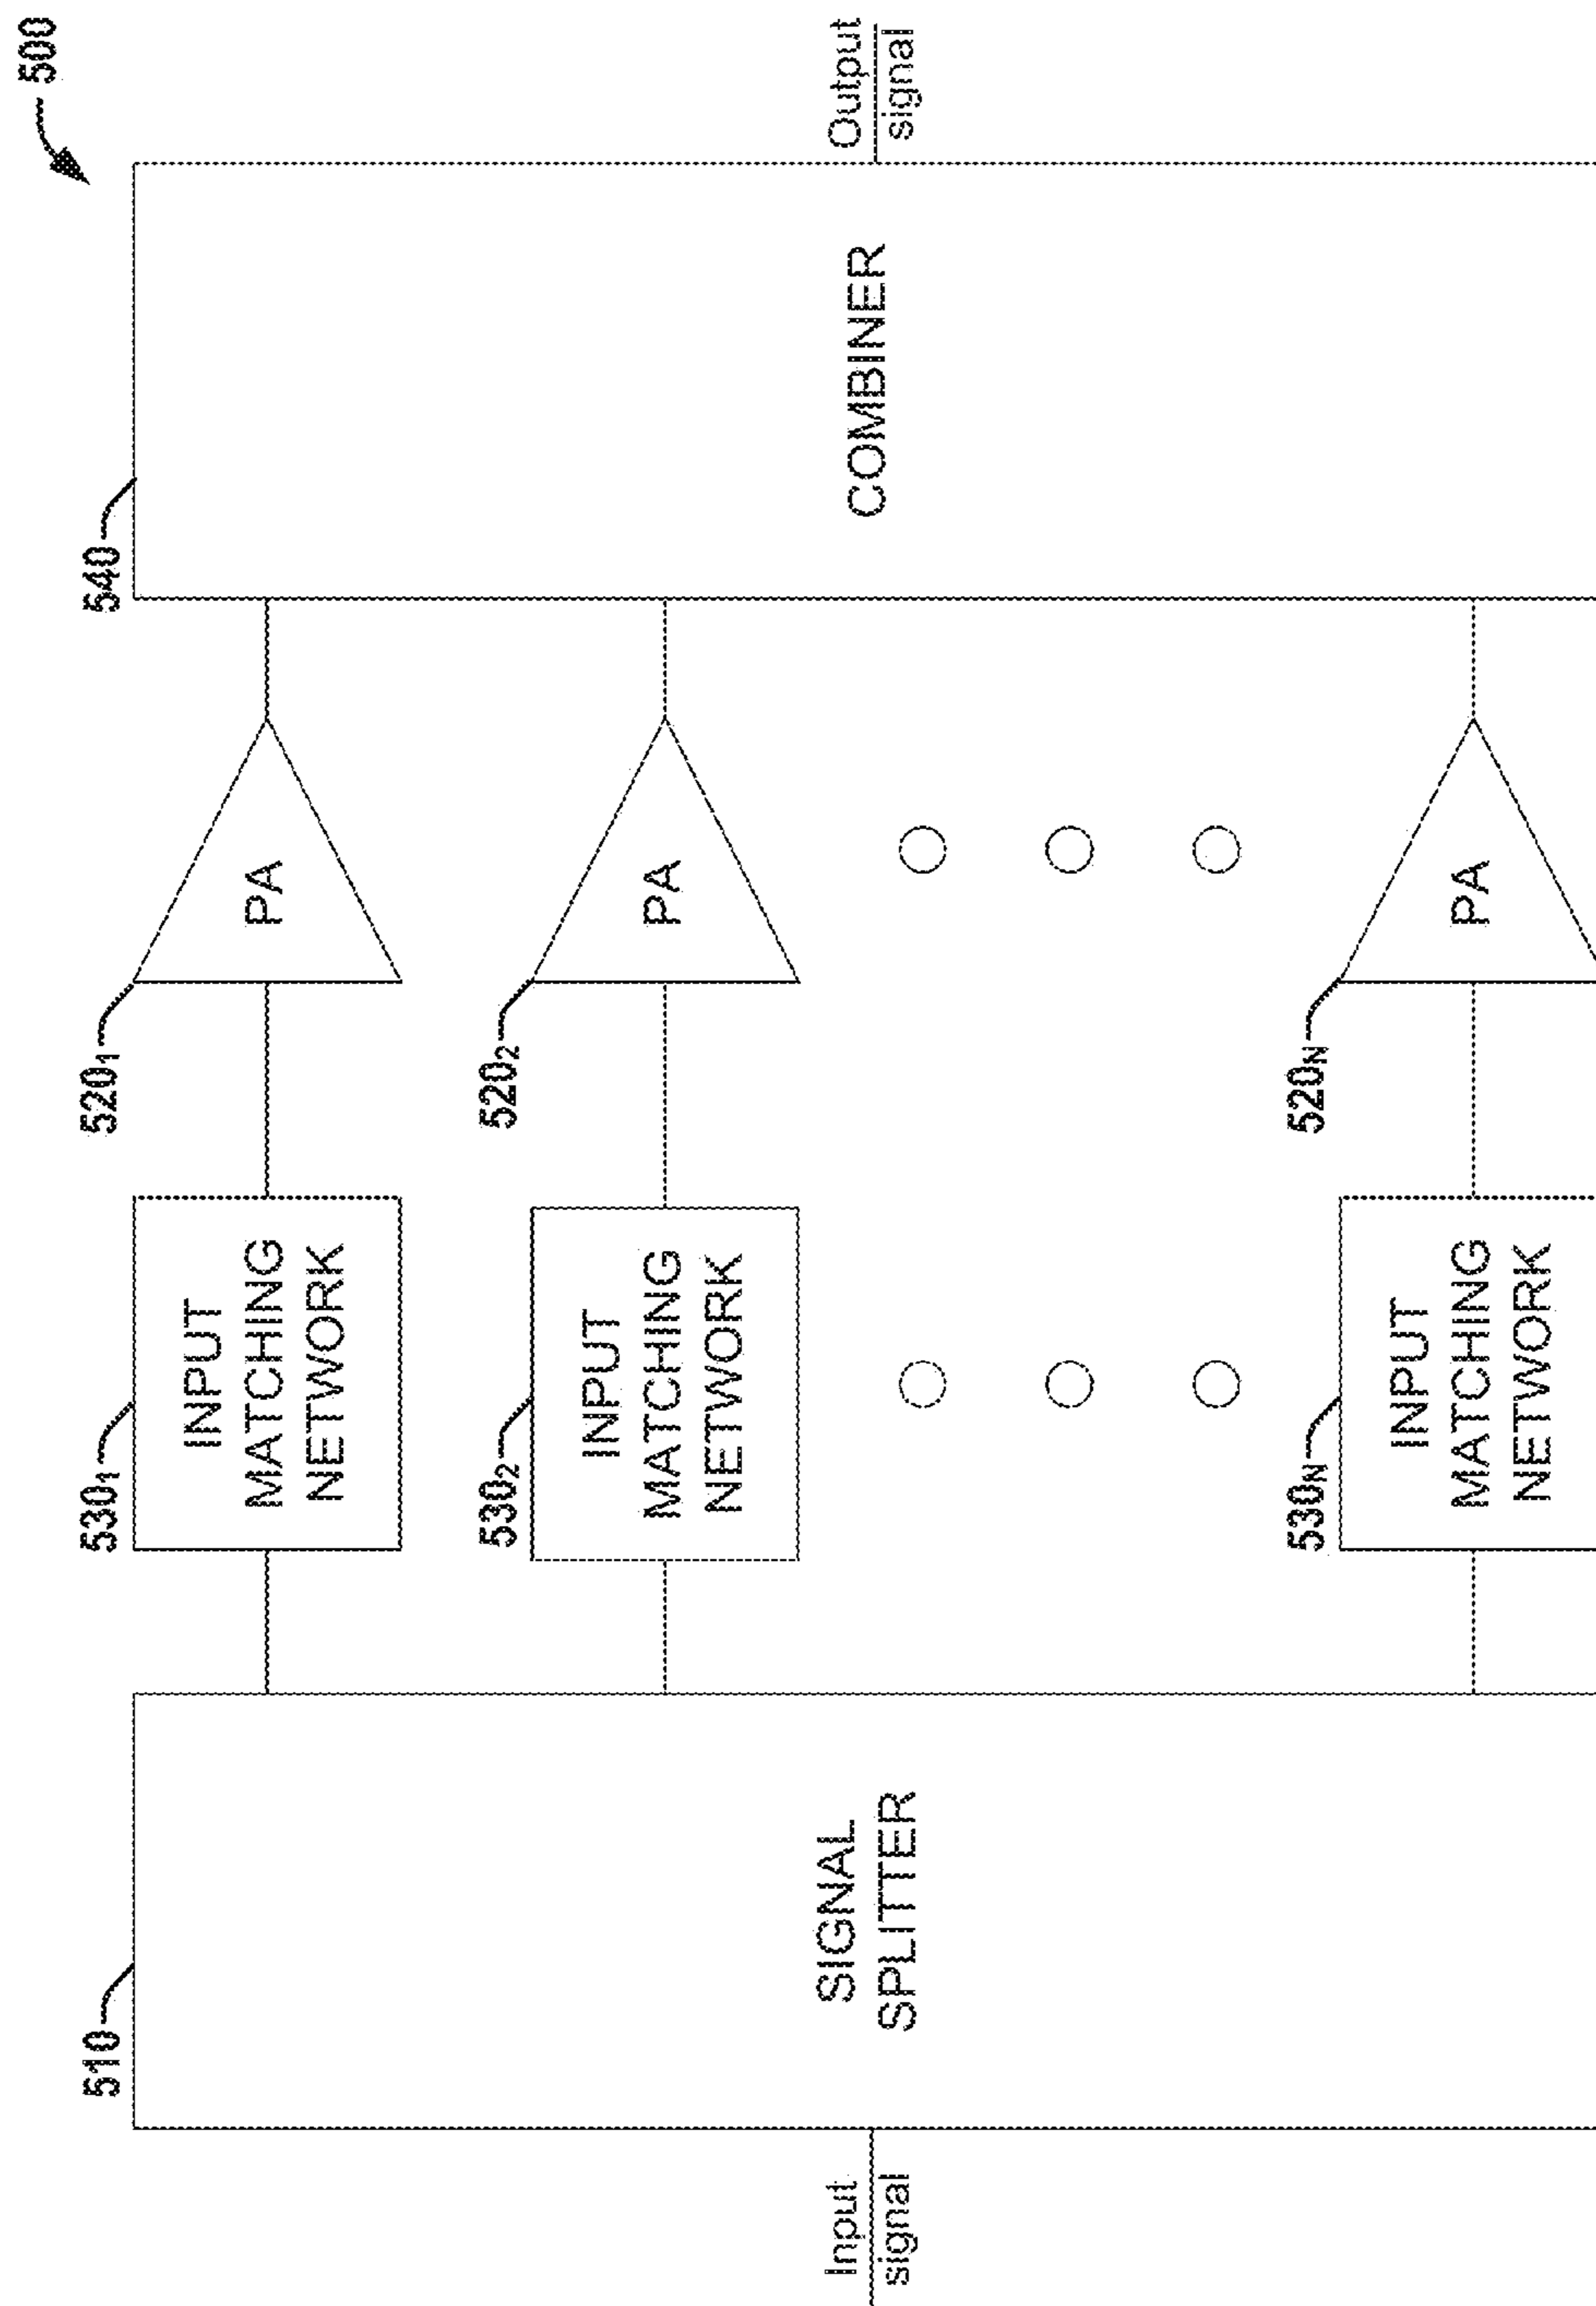 500
510
530₁
520₁
540
INPUT
MATCHING
NETWORK
PA
530₂
520₂
INPUT
MATCHING
NETWORK
PA
Input
signal
SIGNAL
SPLITTER
COMBINER
Output
signal
530N
520N
INPUT
MATCHING
NETWORK
PA